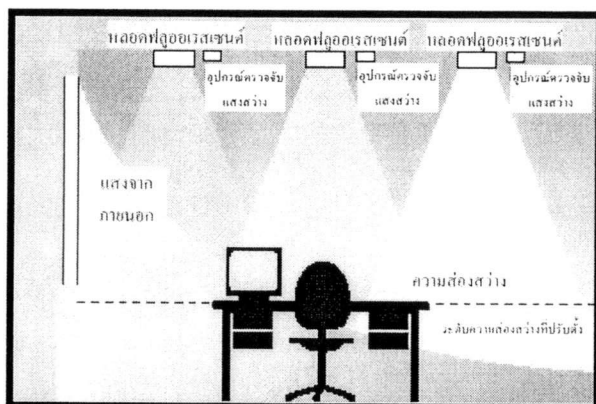 หลอดฟลูออเรสเซนต์ หลอดฟลูออเรสเซนต์ หลอดฟลูออเรสเซนต์
อุปกรณ์ตรวจจับ อุปกรณ์ตรวจจับ อุปกรณ์ตรวจจับ
แสงสว่าง แสงสว่าง แสงสว่าง
แสงจาก
ภายนอก
ความส่องสว่าง
ระดับความส่องสว่างที่ปรับตั้ง